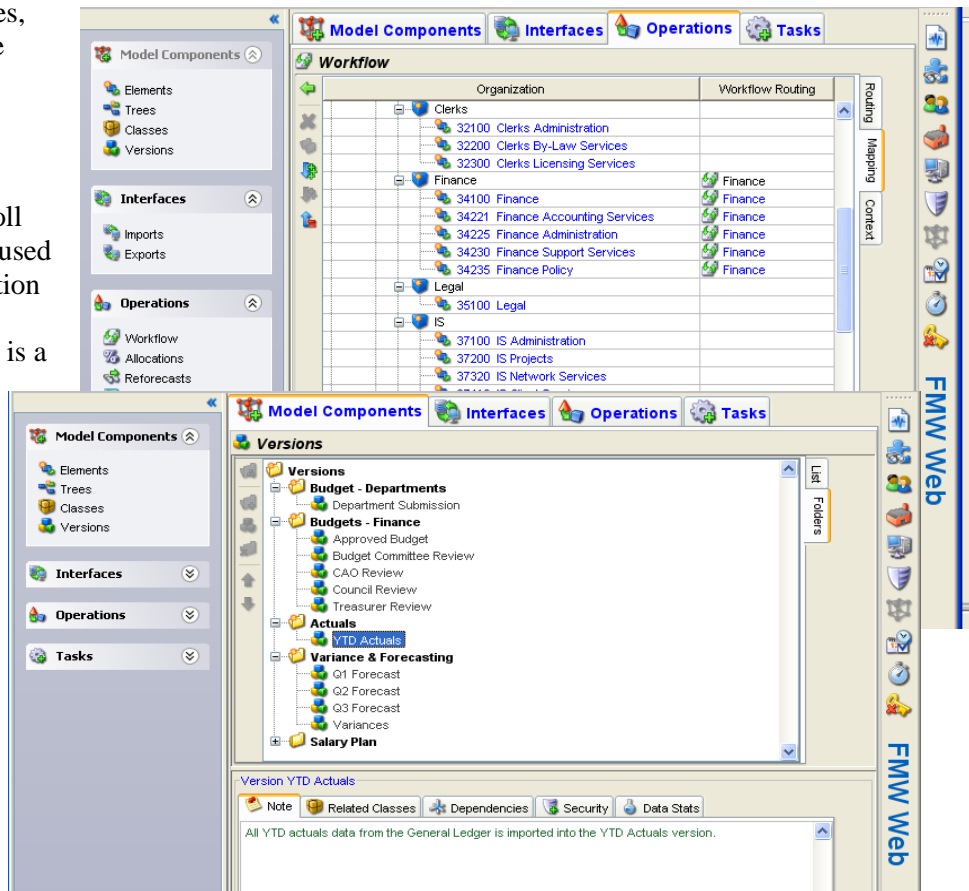 es,
e
oll
used
tion
is a
«
Model Components
Elements
Trees
Classes
Versions
Interfaces
Imports
Exports
Operations
Workflow
Allocations
Reforecasts
Model Components Interfaces Operations Tasks
Workflow
Organization Workflow Routing
Clerks
32100 Clerks Administration
32200 Clerks By-Law Services
32300 Clerks Licensing Services
Finance Finance
34100 Finance Finance
34221 Finance Accounting Services Finance
34225 Finance Administration Finance
34230 Finance Support Services Finance
34235 Finance Policy Finance
Legal
35100 Legal
IS
37100 IS Administration
37200 IS Projects
37320 IS Network Services
Routing
Mapping
Context
FMW Web
«
Model Components
Elements
Trees
Classes
Versions
Interfaces
Operations
Tasks
Model Components Interfaces Operations Tasks
Versions
Versions
Budget - Departments
Department Submission
Budgets - Finance
Approved Budget
Budget Committee Review
CAO Review
Council Review
Treasurer Review
Actuals
YTD Actuals
Variance & Forecasting
Q1 Forecast
Q2 Forecast
Q3 Forecast
Variances
Salary Plan
List
Folders
Version YTD Actuals
Note Related Classes Dependencies Security Data Stats
All YTD actuals data from the General Ledger is imported into the YTD Actuals version.
FMW Web